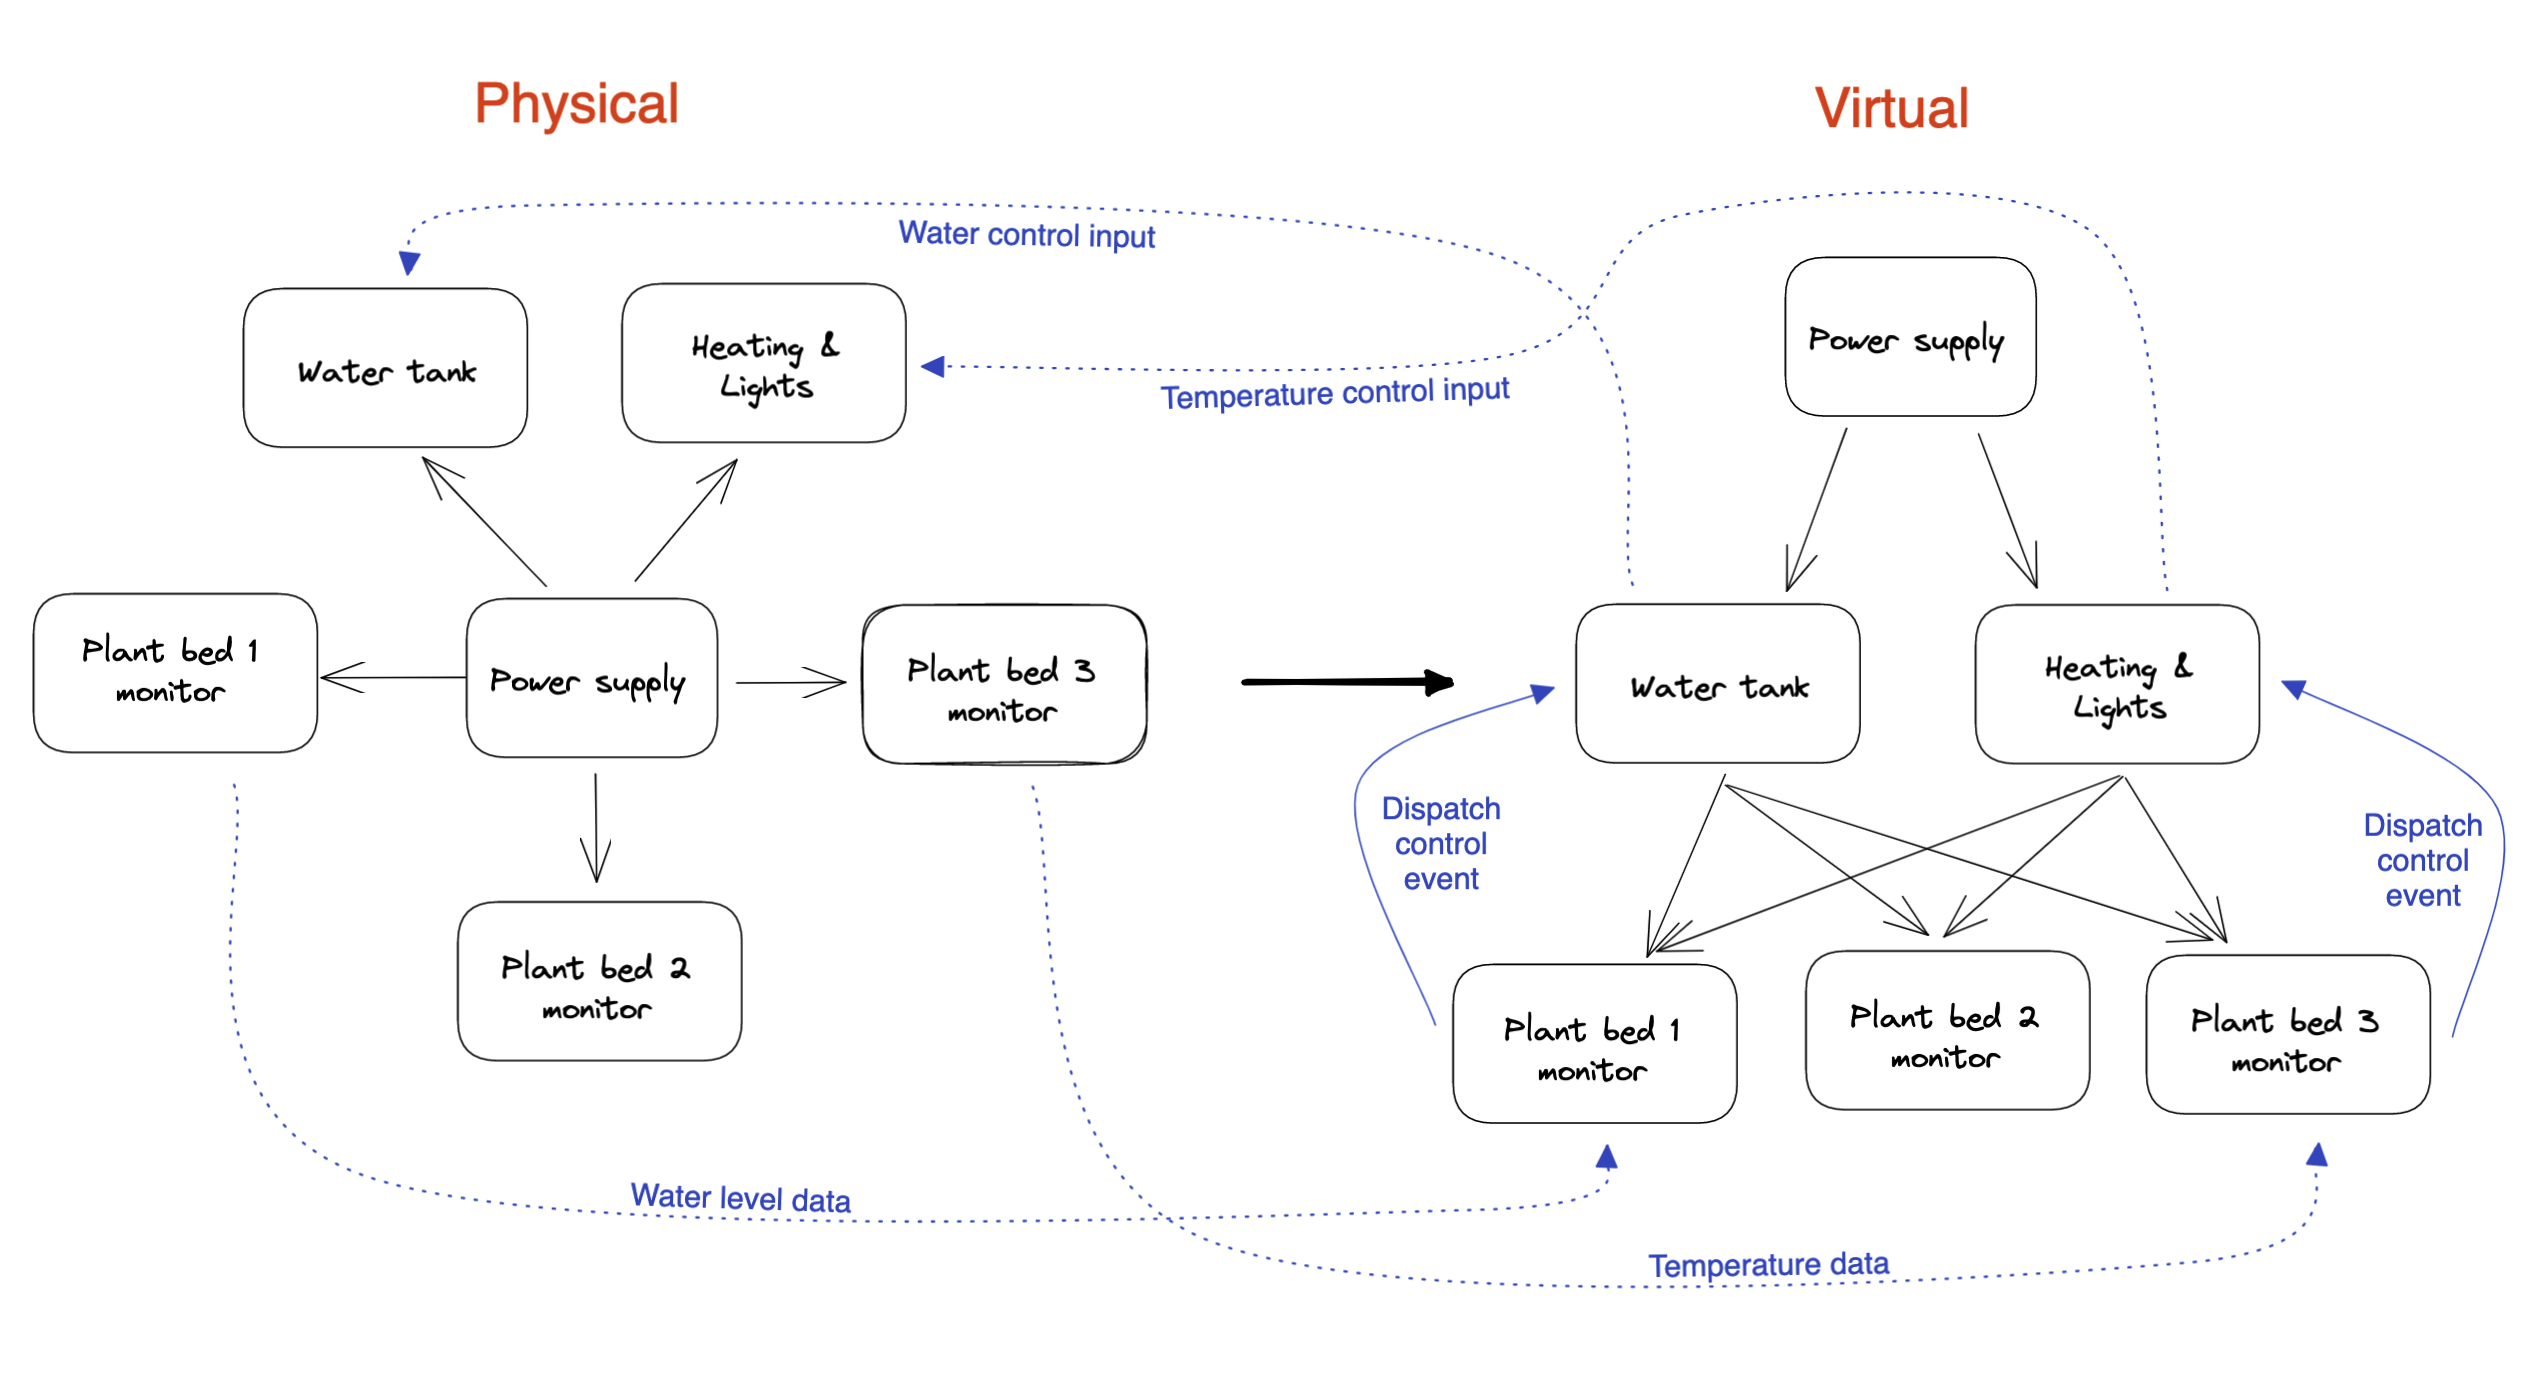 Physical
Virtual
Water control input
Temperature control input
Water tank
Heating &
Lights
Power supply
Plant bed 1
monitor
Power supply
Plant bed 3
monitor
Plant bed 2
monitor
Water tank
Heating &
Lights
Dispatch
control
event
Dispatch
control
event
Plant bed 1
monitor
Plant bed 2
monitor
Plant bed 3
monitor
Water level data
Temperature data